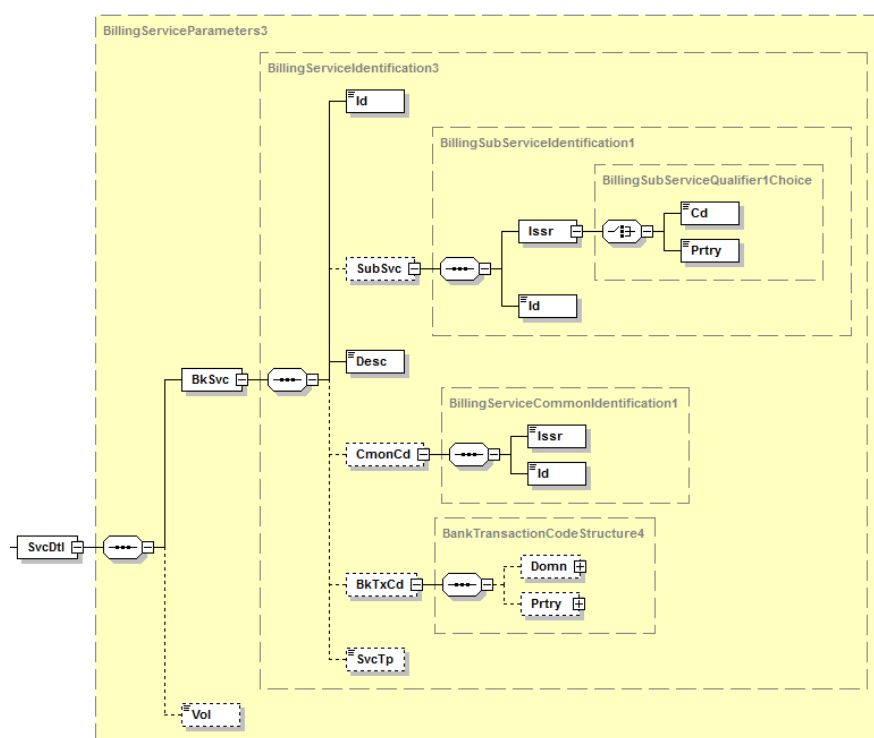 BillingServiceParameters3
BillingServiceIdentification3
Id
BillingSubServiceIdentification1
BillingSubServiceQualifier1Choice
Cd
Issr
Prtry
SubSvc
Id
Desc
BkSvc
BillingServiceCommonIdentification1
Issr
CmonCd
Id
BankTransactionCodeStructure4
SvcDtl
Domn
BkTxCd
Prtry
SvcTp
Vol